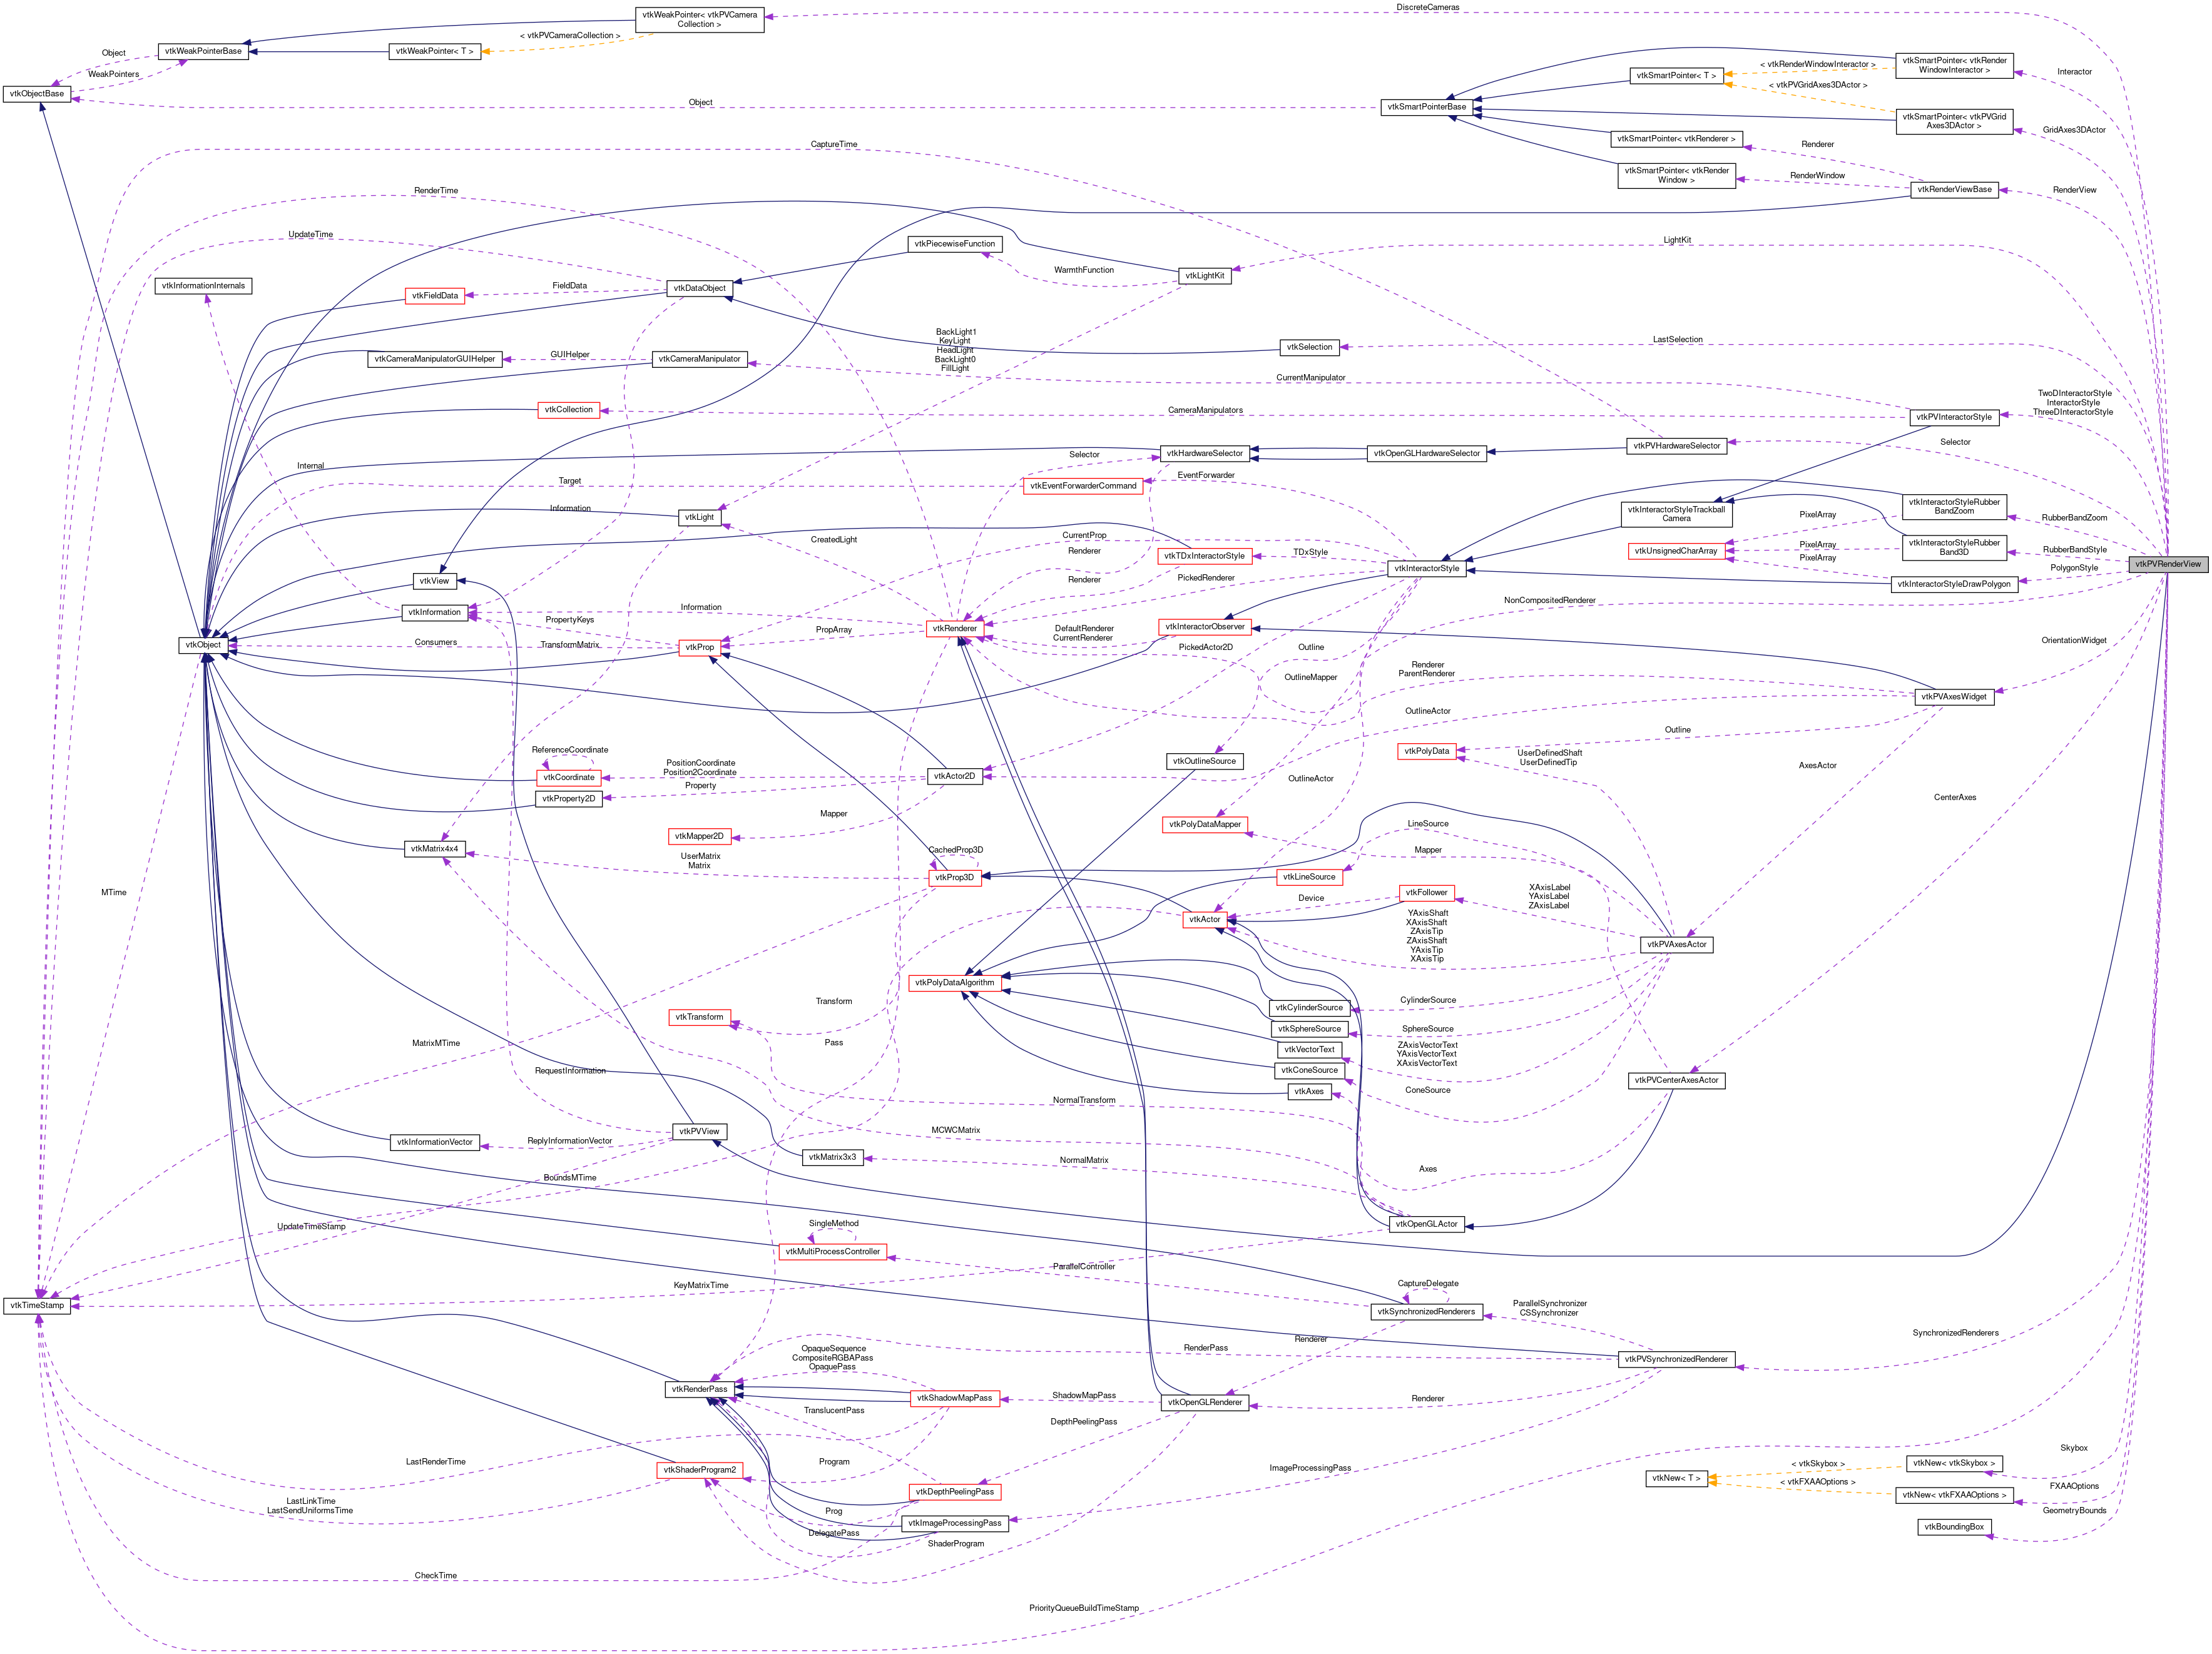 DiscreteCameras
vtkWeakPointer< vtkPVCamera
Collection >
< vtkPVCameraCollection >
vtkWeakPointerBase
vtkWeakPointer< T >
Object
WeakPointers
vtkObjectBase
Object
vtkSmartPointerBase
vtkSmartPointer< T >
< vtkRenderWindowInteractor >
< vtkPVGridAxes3DActor >
vtkSmartPointer< vtkRender
WindowInteractor >
Interactor
vtkSmartPointer< vtkPVGrid
Axes3DActor >
GridAxes3DActor
vtkSmartPointer< vtkRenderer >
Renderer
vtkSmartPointer< vtkRender
Window >
RenderWindow
vtkRenderViewBase
RenderView
CaptureTime
RenderTime
UpdateTime
vtkPiecewiseFunction
WarmthFunction
vtkLightKit
LightKit
vtkInformationInternals
vtkFieldData
FieldData
vtkDataObject
BackLight1
KeyLight
HeadLight
BackLight0
FillLight
vtkSelection
LastSelection
vtkCameraManipulatorGUIHelper
GUIHelper
vtkCameraManipulator
CurrentManipulator
vtkCollection
CameraManipulators
vtkPVInteractorStyle
TwoDInteractorStyle
InteractorStyle
ThreeDInteractorStyle
Internal
Selector
vtkHardwareSelector
vtkOpenGLHardwareSelector
vtkPVHardwareSelector
Selector
Target
vtkEventForwarderCommand
EventForwarder
Information
vtkLight
CreatedLight
CurrentProp
Renderer
vtkInteractorStyleTrackball
Camera
vtkInteractorStyleRubber
BandZoom
RubberBandZoom
PixelArray
vtkUnsignedCharArray
PixelArray
PixelArray
vtkInteractorStyleRubber
Band3D
RubberBandStyle
vtkPVRenderView
vtkTDxInteractorStyle
TDxStyle
vtkInteractorStyle
Renderer
PickedRenderer
vtkInteractorStyleDrawPolygon
PolygonStyle
vtkView
vtkInformation
Information
PropertyKeys
NonCompositedRenderer
vtkObject
Consumers
TransformMatrix
vtkProp
PropArray
vtkRenderer
DefaultRenderer
CurrentRenderer
vtkInteractorObserver
OrientationWidget
PickedActor2D
Outline
OutlineMapper
Renderer
ParentRenderer
vtkPVAxesWidget
OutlineActor
Outline
vtkPolyData
UserDefinedShaft
UserDefinedTip
AxesActor
CenterAxes
vtkOutlineSource
ReferenceCoordinate
vtkCoordinate
PositionCoordinate
Position2Coordinate
vtkActor2D
Property
vtkProperty2D
Mapper
vtkMapper2D
OutlineActor
vtkPolyDataMapper
LineSource
Mapper
vtkMatrix4x4
UserMatrix
Matrix
CachedProp3D
vtkProp3D
vtkLineSource
MTime
Device
vtkFollower
XAxisLabel
YAxisLabel
ZAxisLabel
vtkActor
YAxisShaft
XAxisShaft
ZAxisTip
ZAxisShaft
YAxisTip
XAxisTip
vtkPVAxesActor
vtkPolyDataAlgorithm
vtkCylinderSource
CylinderSource
vtkSphereSource
SphereSource
vtkVectorText
ZAxisVectorText
YAxisVectorText
XAxisVectorText
vtkConeSource
ConeSource
vtkAxes
vtkPVCenterAxesActor
vtkTransform
Transform
Pass
MatrixMTime
RequestInformation
NormalTransform
MCWCMatrix
vtkInformationVector
ReplyInformationVector
vtkPVView
vtkMatrix3x3
NormalMatrix
Axes
BoundsMTime
UpdateTimeStamp
SingleMethod
vtkMultiProcessController
vtkOpenGLActor
ParallelController
KeyMatrixTime
vtkTimeStamp
CaptureDelegate
vtkSynchronizedRenderers
ParallelSynchronizer
CSSynchronizer
SynchronizedRenderers
Renderer
RenderPass
vtkPVSynchronizedRenderer
OpaqueSequence
CompositeRGBAPass
OpaquePass
vtkRenderPass
vtkShadowMapPass
ShadowMapPass
vtkOpenGLRenderer
Renderer
TranslucentPass
DepthPeelingPass
LastRenderTime
Program
vtkShaderProgram2
ImageProcessingPass
vtkDepthPeelingPass
LastLinkTime
LastSendUniformsTime
Prog
DelegatePass
vtkImageProcessingPass
ShaderProgram
CheckTime
vtkNew< T >
< vtkSkybox >
vtkNew< vtkSkybox >
Skybox
< vtkFXAAOptions >
vtkNew< vtkFXAAOptions >
FXAAOptions
GeometryBounds
vtkBoundingBox
PriorityQueueBuildTimeStamp